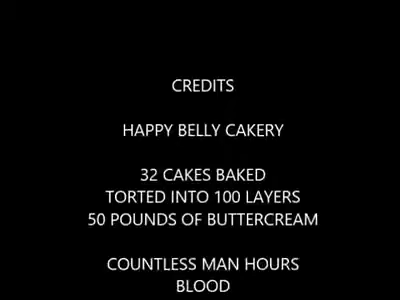 CREDITS
HAPPY BELLY CAKERY
32 CAKES BAKED
TORTED INTO 100 LAYERS
50 POUNDS OF BUTTERCREAM
COUNTLESS MAN HOURS
BLOOD